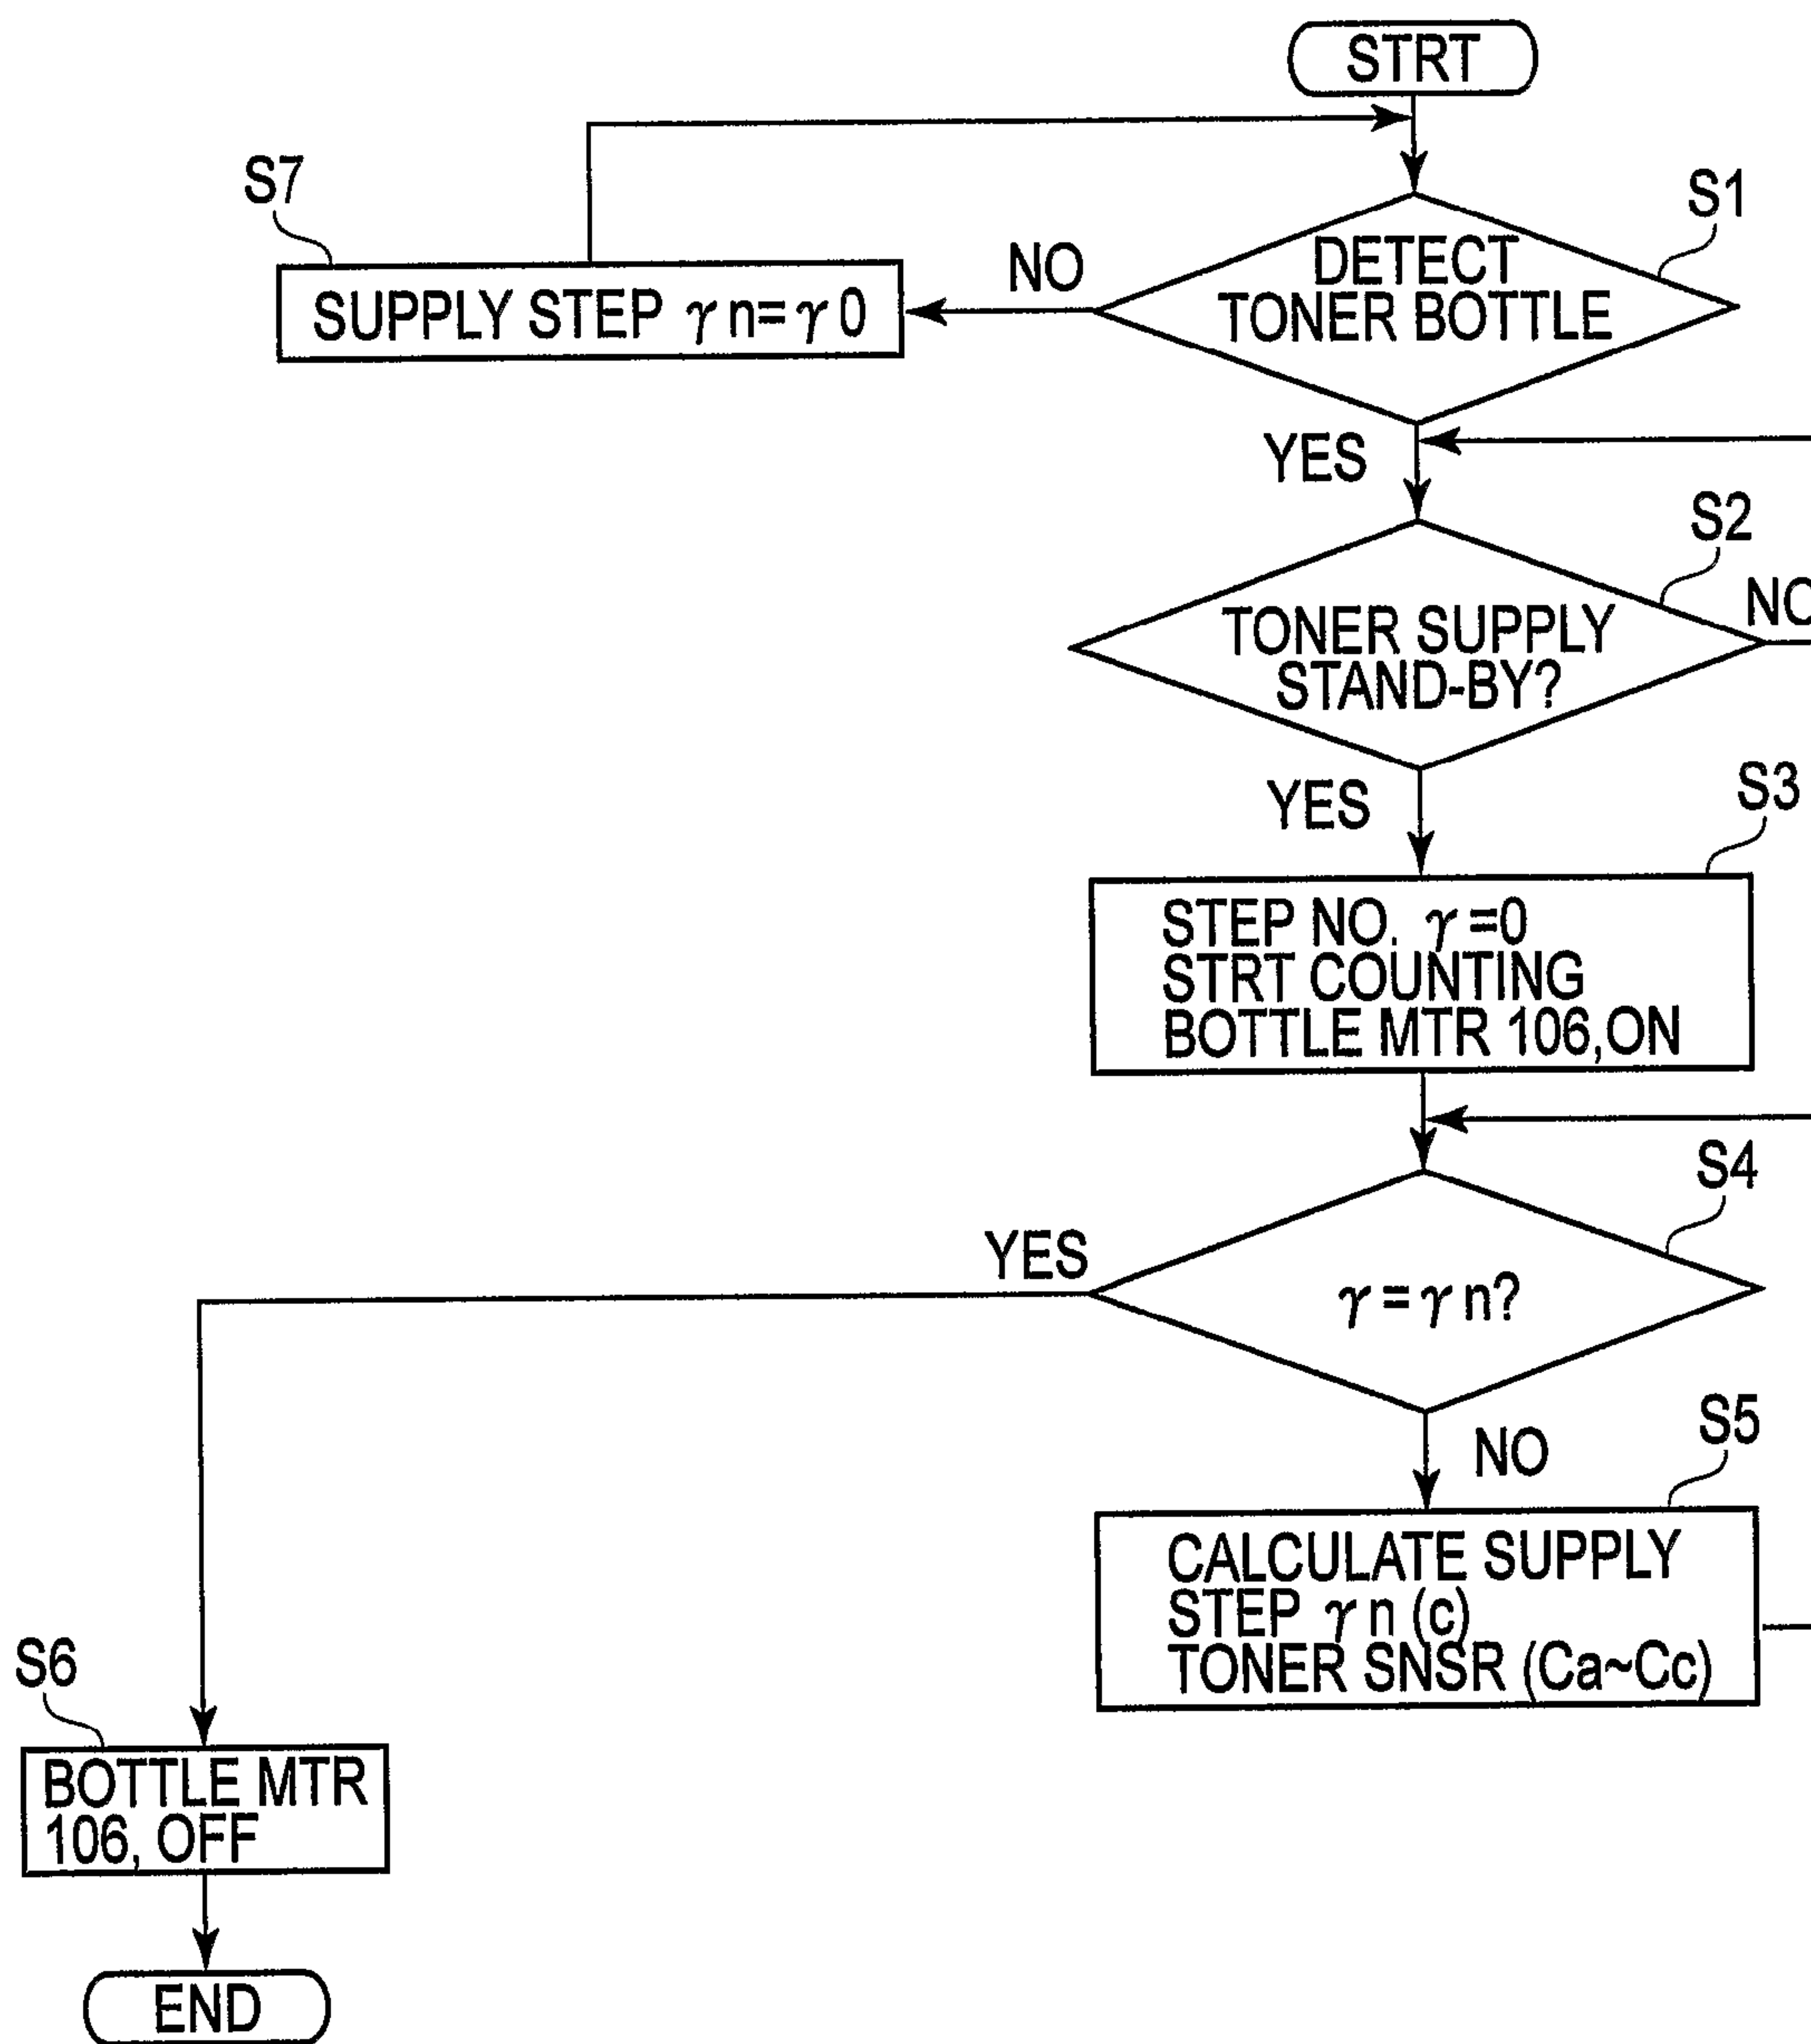 STRT
S7
S1
DETECT
TONER BOTTLE
NO
SUPPLY STEP γn=γ0
YES
S2
TONER SUPPLY
STAND-BY?
NO
YES
S3
STEP NO. γ=0
STRT COUNTING
BOTTLE MTR 106,ON
S4
YES
γ=γn?
NO
S5
CALCULATE SUPPLY
STEP γn (c)
TONER SNSR (Ca~Cc)
S6
BOTTLE MTR
106, OFF
END